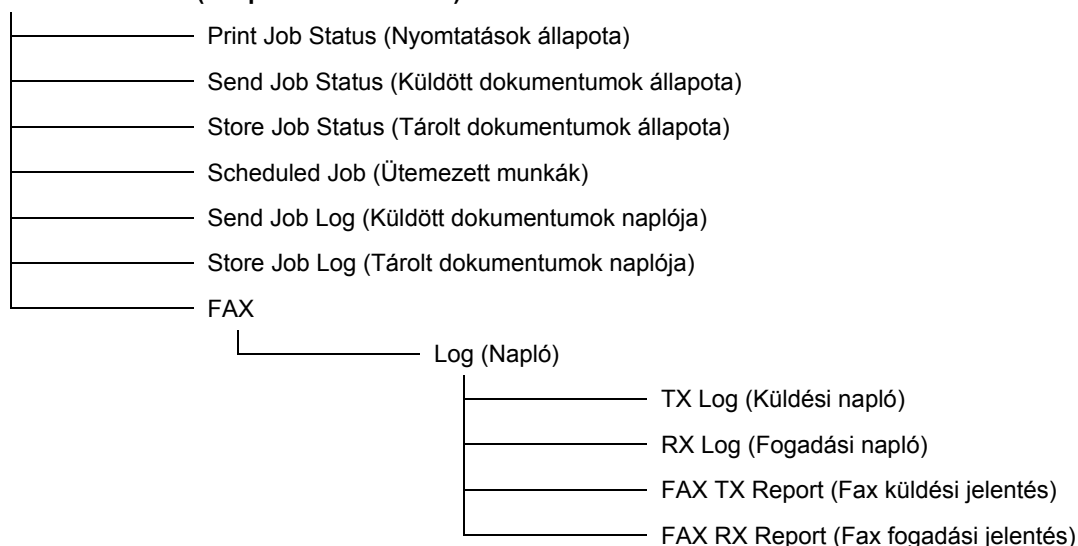 Print Job Status (Nyomtatások állapota)
Send Job Status (Küldött dokumentumok állapota)
Store Job Status (Tárolt dokumentumok állapota)
Scheduled Job (Ütemezett munkák)
Send Job Log (Küldött dokumentumok naplója)
Store Job Log (Tárolt dokumentumok naplója)
FAX
Log (Napló)
TX Log (Küldési napló)
RX Log (Fogadási napló)
FAX TX Report (Fax küldési jelentés)
FAX RX Report (Fax fogadási jelentés)